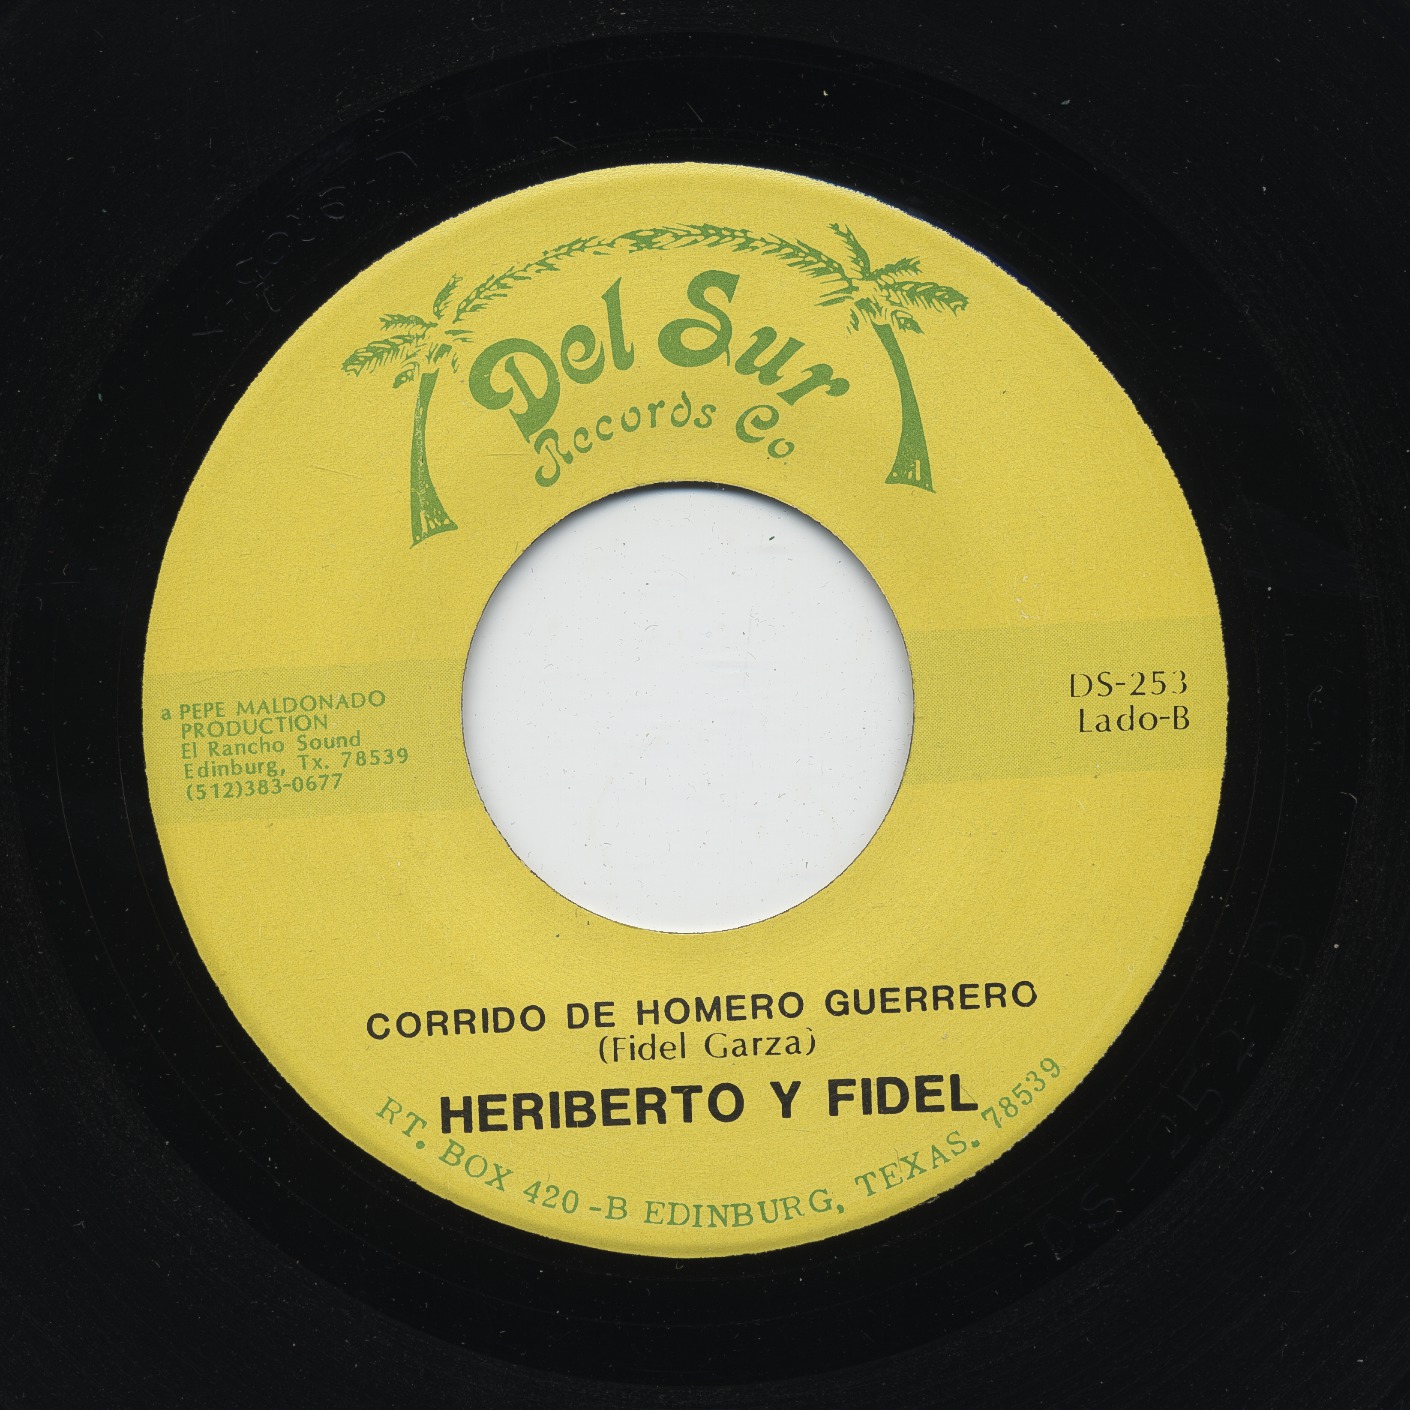 Del Sur
Records Co
a PEPE MALDONADO
PRODUCTION
El Rancho Sound
Edinburg, Tx. 78539
(512)383-0677
DS-253
Lado-B
CORRIDO DE HOMERO GUERRERO
(Fidel Garza)
HERIBERTO Y FIDEL
RT. BOX 420-B EDINBURG, TEXAS. 78539